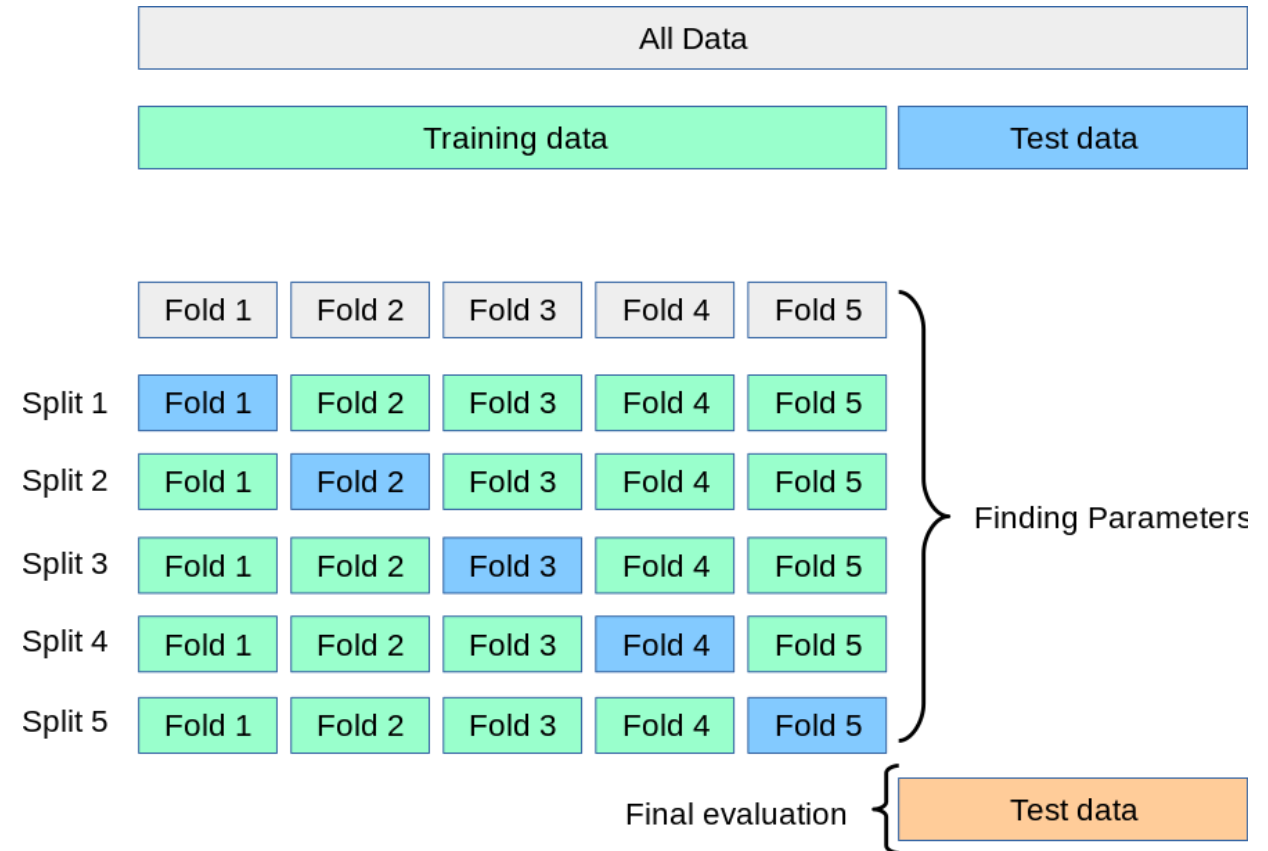 All Data
Training data Test data
Fold 1 Fold 2 Fold 3 Fold 4 Fold 5
Split 1 Fold 1 Fold 2 Fold 3 Fold 4 Fold 5
Split 2 Fold 1 Fold 2 Fold 3 Fold 4 Fold 5
Finding Parameters
Split 3 Fold 1 Fold 2 Fold 3 Fold 4 Fold 5
Split 4 Fold 1 Fold 2 Fold 3 Fold 4 Fold 5
Split 5 Fold 1 Fold 2 Fold 3 Fold 4 Fold 5
Final evaluation Test data